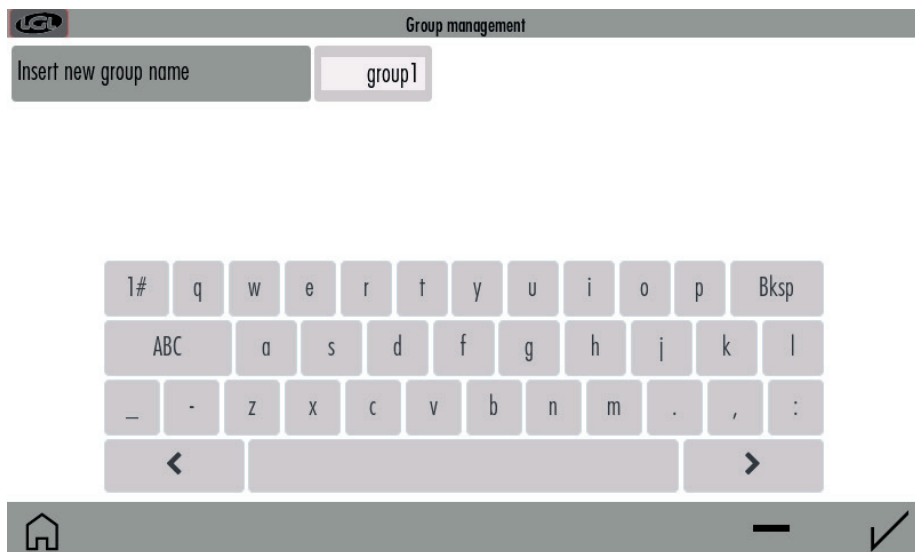 LGL
Group management
Insert new group name
group1
1# q w e r t y u i o p Bksp
ABC a s d f g h j k l
_ - z x c v b n m . , :
< >